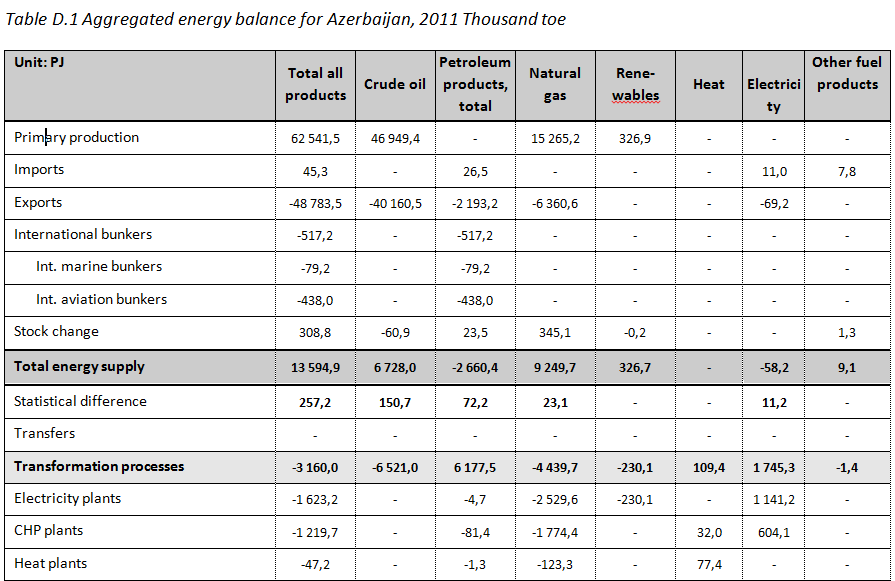 Table D.1 Aggregated energy balance for Azerbaijan, 2011 Thousand toe
Unit: PJ | Total all products | Crude oil | Petroleum products, total | Natural gas | Rene-wables | Heat | Electricity | Other fuel products
Primary production | 62 541,5 | 46 949,4 | - | 15 265,2 | 326,9 | - | - | -
Imports | 45,3 | - | 26,5 | - | - | - | 11,0 | 7,8
Exports | -48 783,5 | -40 160,5 | -2 193,2 | -6 360,6 | - | - | -69,2 | -
International bunkers | -517,2 | - | -517,2 | - | - | - | - | -
Int. marine bunkers | -79,2 | - | -79,2 | - | - | - | - | -
Int. aviation bunkers | -438,0 | - | -438,0 | - | - | - | - | -
Stock change | 308,8 | -60,9 | 23,5 | 345,1 | -0,2 | - | - | 1,3
Total energy supply | 13 594,9 | 6 728,0 | -2 660,4 | 9 249,7 | 326,7 | - | -58,2 | 9,1
Statistical difference | 257,2 | 150,7 | 72,2 | 23,1 | - | - | 11,2 | -
Transfers | - | - | - | - | - | - | - | -
Transformation processes | -3 160,0 | -6 521,0 | 6 177,5 | -4 439,7 | -230,1 | 109,4 | 1 745,3 | -1,4
Electricity plants | -1 623,2 | - | -4,7 | -2 529,6 | -230,1 | - | 1 141,2 | -
CHP plants | -1 219,7 | - | -81,4 | -1 774,4 | - | 32,0 | 604,1 | -
Heat plants | -47,2 | - | -1,3 | -123,3 | - | 77,4 | - | -